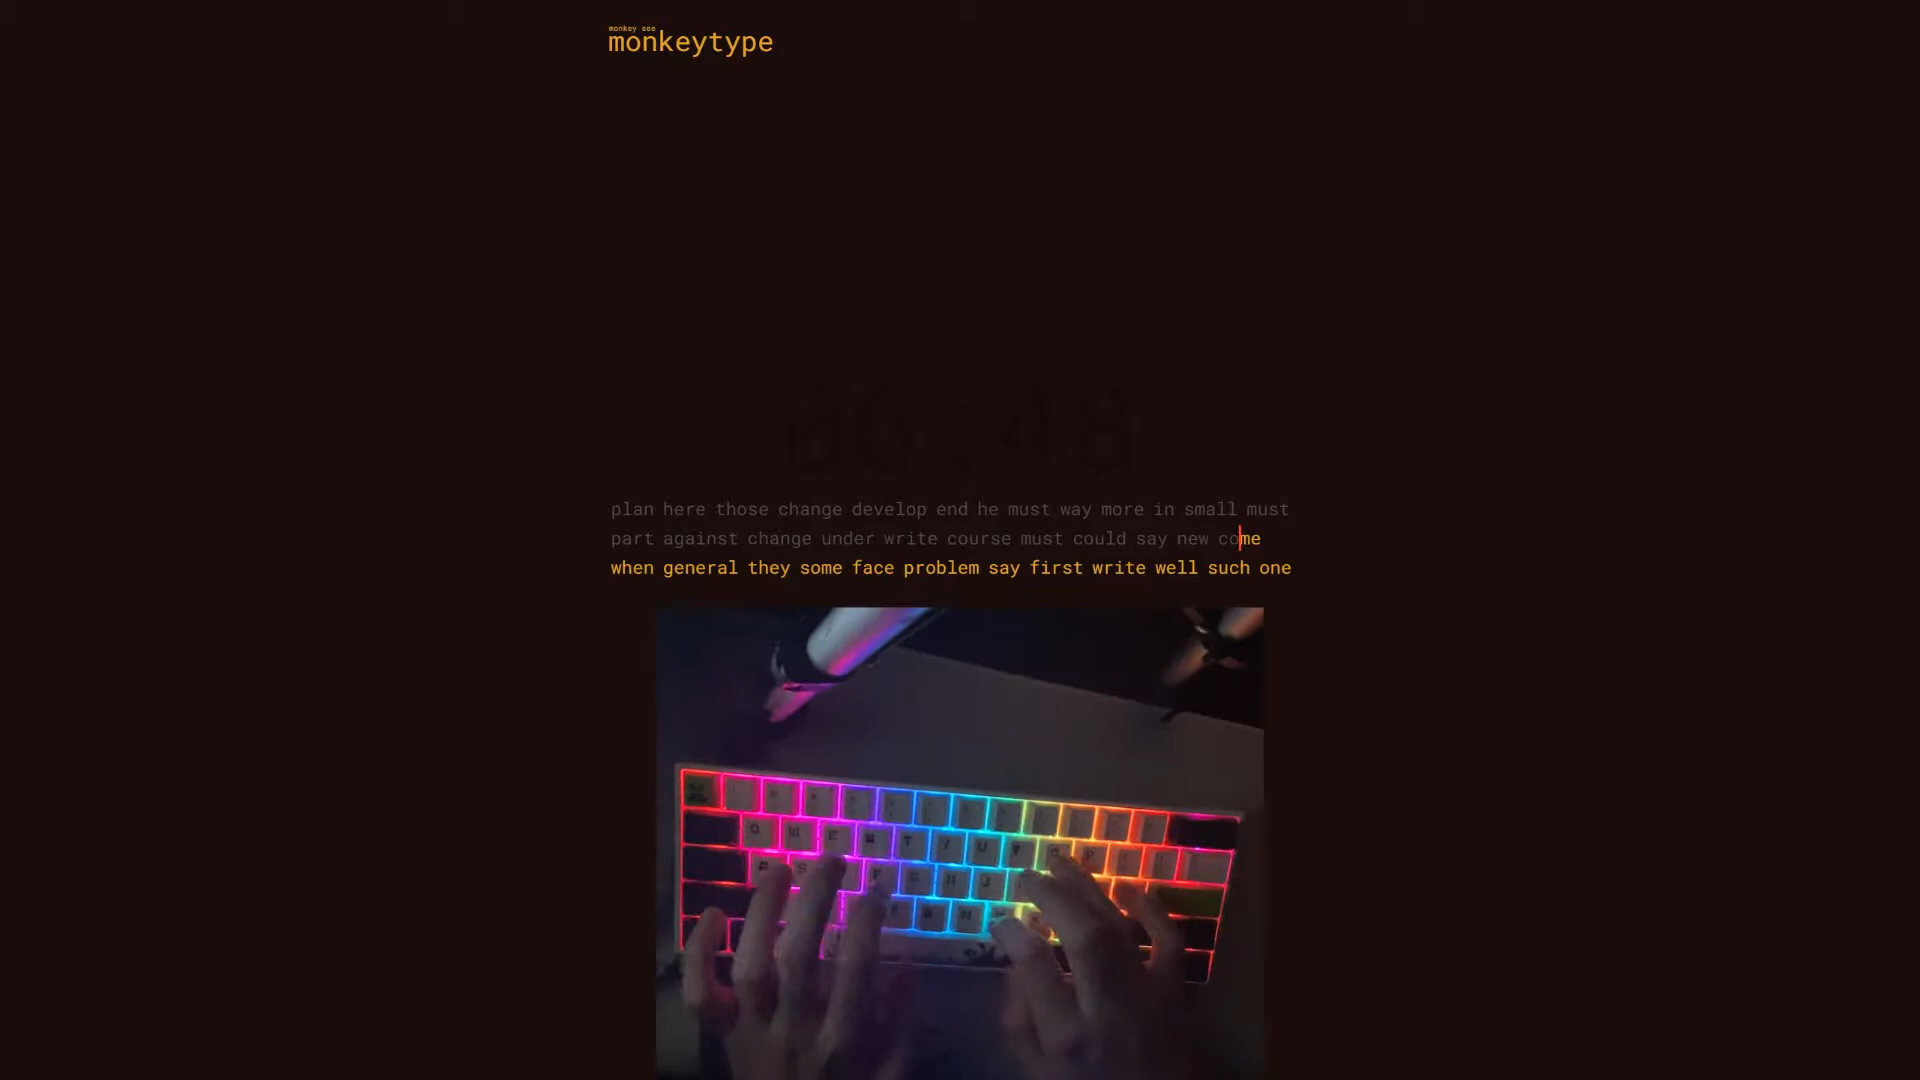 monkey see
monkeytype
06:48
plan here those change develop end he must way more in small must
part against change under write course must could say new come
when general they some face problem say first write well such one